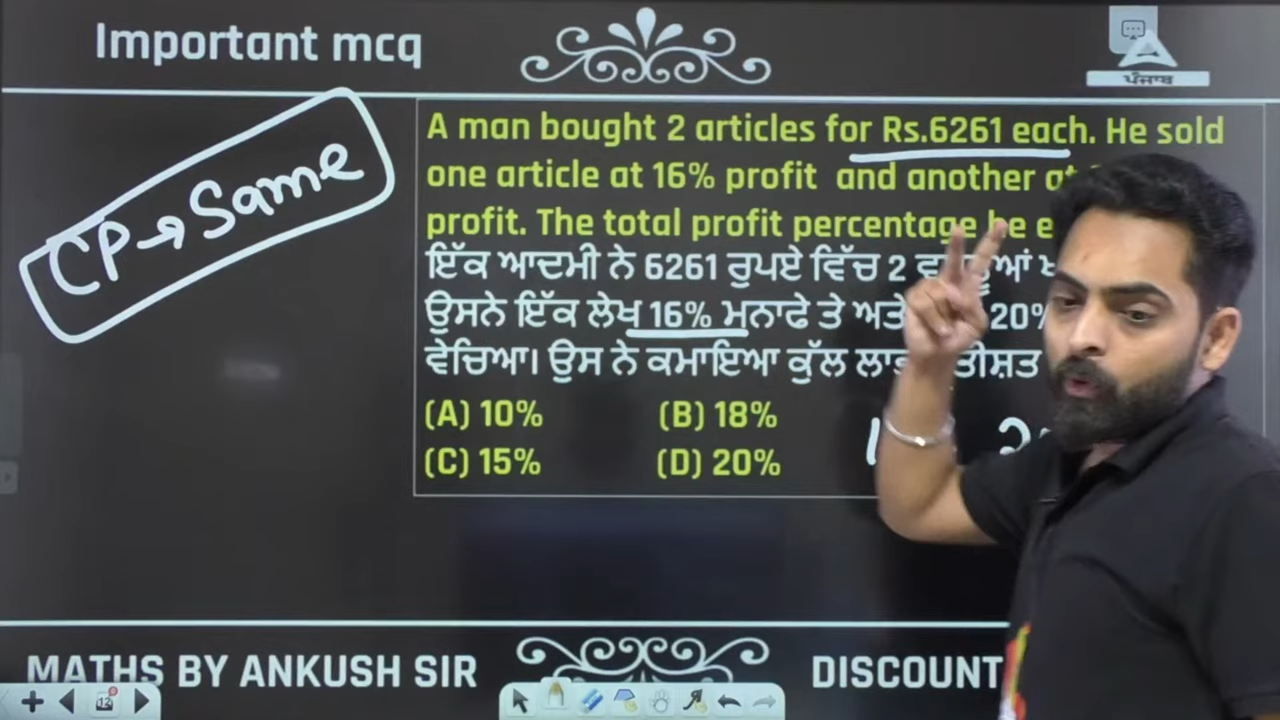 Important mcq
ਪੰਜਾਬ
CP→Same
A man bought 2 articles for Rs.6261 each. He sold
one article at 16% profit and another at
profit. The total profit percentage he
ਇੱਕ ਆਦਮੀ ਨੇ 6261 ਰੁਪਏ ਵਿੱਚ 2
ਉਸਨੇ ਇੱਕ ਲੇਖ 16% ਮੁਨਾਫੇ ਤੇ ਅਤੇ 20%
ਵੇਚਿਆ। ਉਸ ਨੇ ਕਮਾਇਆ ਕੁੱਲ
(A) 10% (B) 18%
(C) 15% (D) 20%
MATHS BY ANKUSH SIR DISCOUNT
12